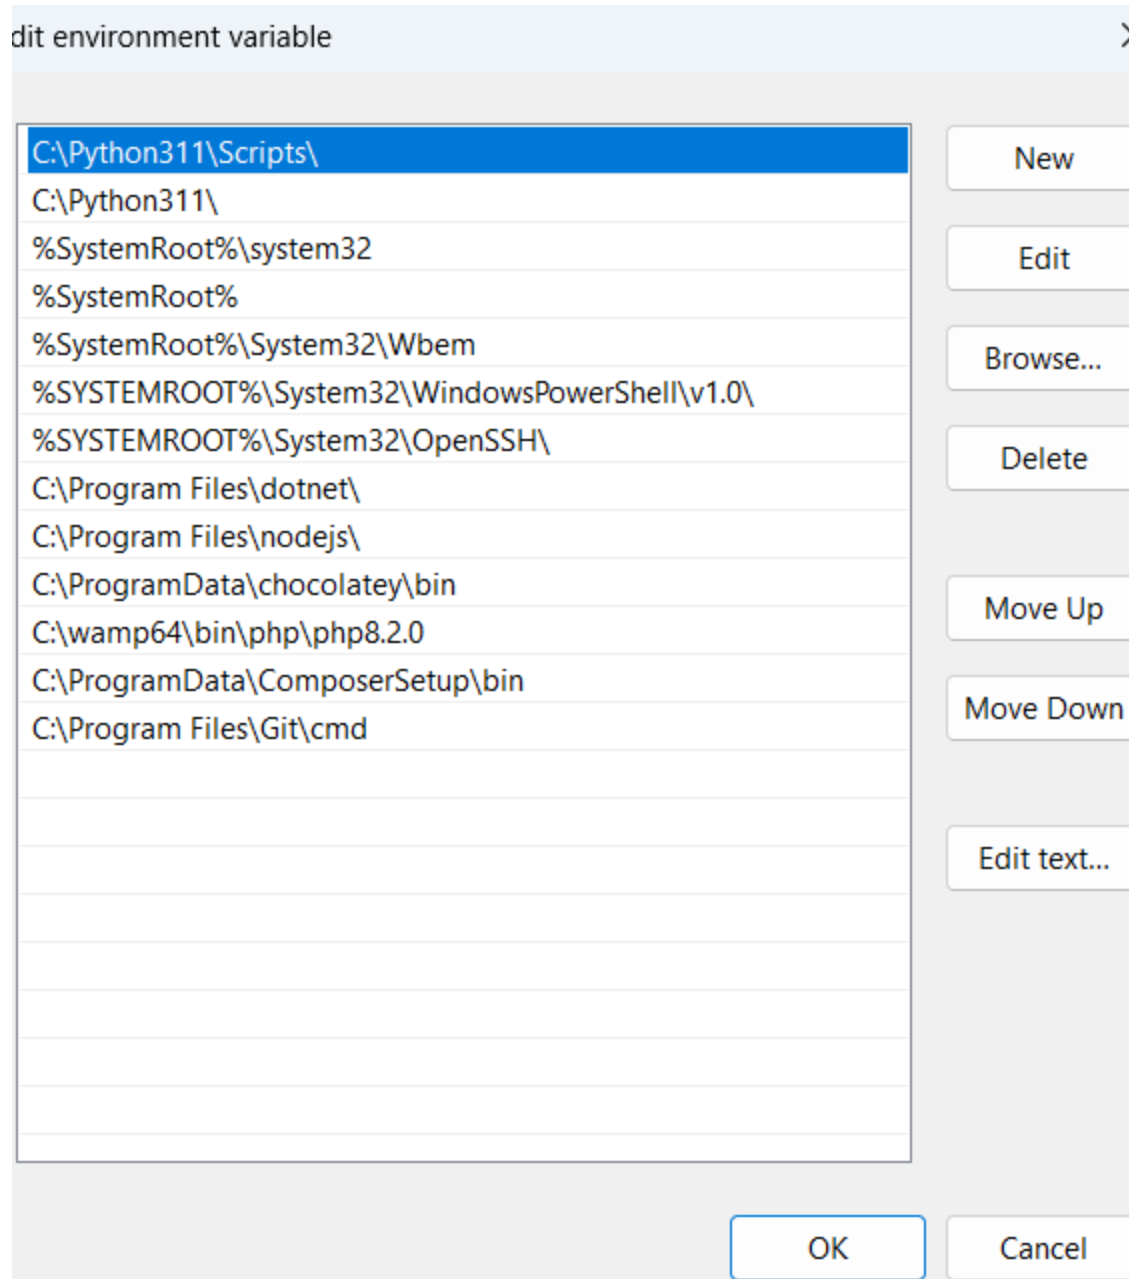 dit environment variable
C:\Python311\Scripts\
C:\Python311\
%SystemRoot%\system32
%SystemRoot%
%SystemRoot%\System32\Wbem
%SYSTEMROOT%\System32\WindowsPowerShell\v1.0\
%SYSTEMROOT%\System32\OpenSSH\
C:\Program Files\dotnet\
C:\Program Files\nodejs\
C:\ProgramData\chocolatey\bin
C:\wamp64\bin\php\php8.2.0
C:\ProgramData\ComposerSetup\bin
C:\Program Files\Git\cmd
New
Edit
Browse...
Delete
Move Up
Move Down
Edit text...
OK
Cancel